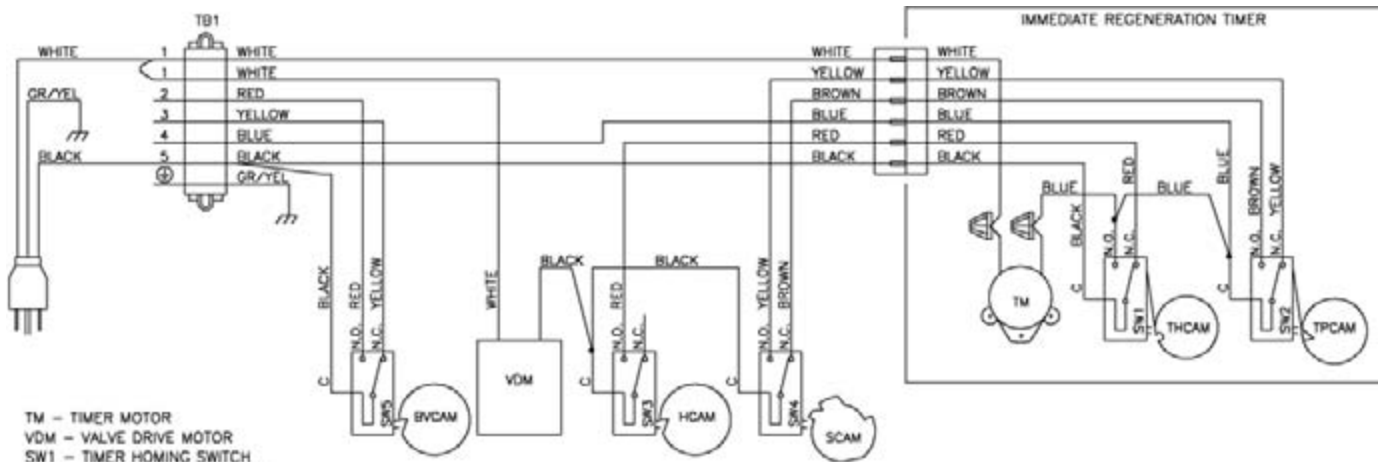 TB1
IMMEDIATE REGENERATION TIMER
WHITE 1 WHITE WHITE WHITE
1 WHITE YELLOW YELLOW
GR/YEL 2 RED BROWN BROWN
3 YELLOW BLUE BLUE
4 BLUE RED RED
BLACK 5 BLACK BLACK BLACK
GR/YEL
BLUE BLACK RED BLUE BLUE BROWN YELLOW
N.O. N.C. N.O. N.C.
C C
TM SW1 THCAM SW2 TPCAM
BLACK RED YELLOW WHITE BLACK RED BLACK YELLOW BROWN
N.O. N.C. N.O. N.C. N.O. N.C.
C C C
SW5 BVCAM VDM SW3 HCAM SW4 SCAM
TM – TIMER MOTOR
VDM – VALVE DRIVE MOTOR
SW1 – TIMER HOMING SWITCH